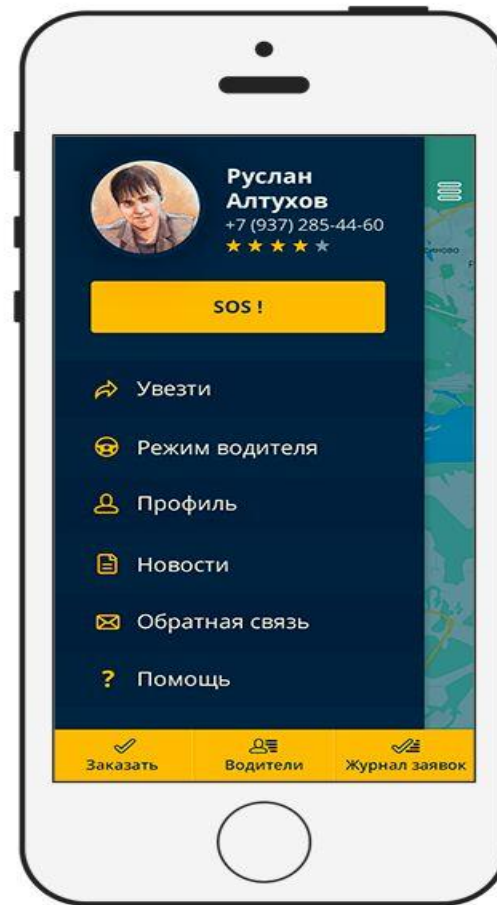 Руслан
Алтухов
+7 (937) 285-44-60
SOS !
Увезти
Режим водителя
Профиль
Новости
Обратная связь
? Помощь
Заказать
Водители
Журнал заявок